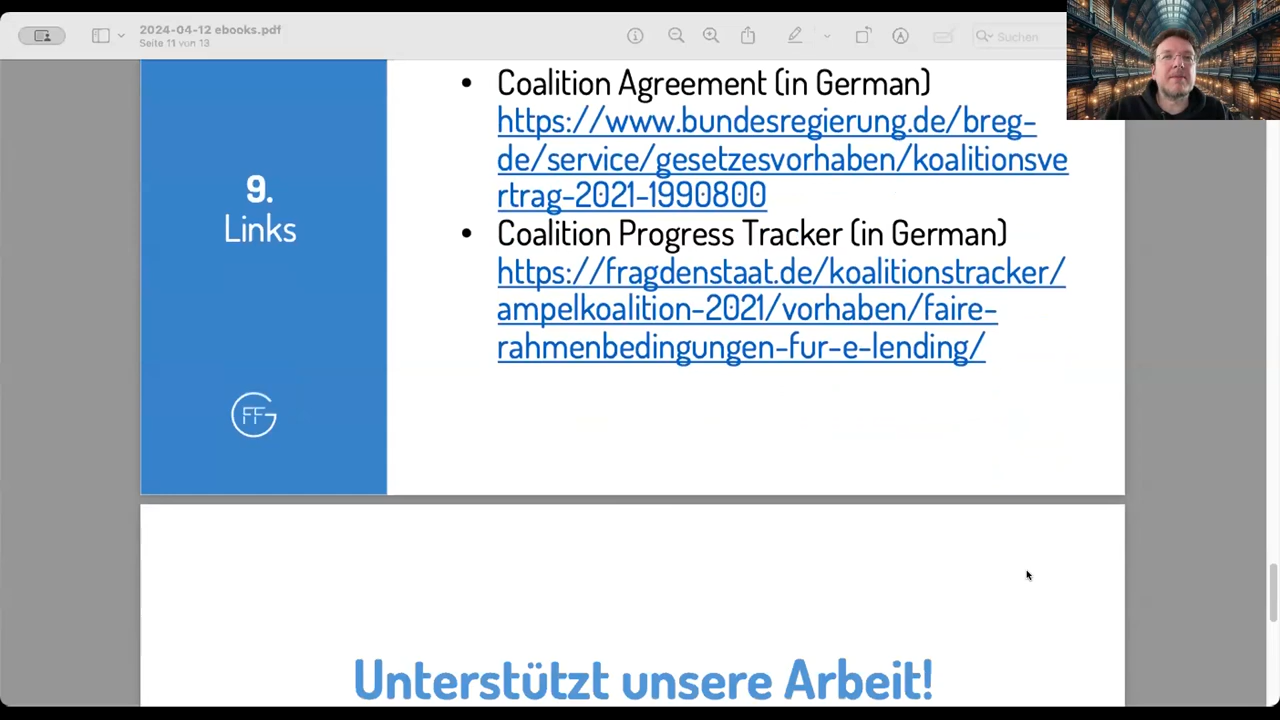 2024-04-12 ebooks.pdf
Seite 11 von 13
Suchen
9.
Links
GFF
• Coalition Agreement (in German)
https://www.bundesregierung.de/breg-
de/service/gesetzesvorhaben/koalitionsve
rtrag-2021-1990800
• Coalition Progress Tracker (in German)
https://fragdenstaat.de/koalitionstracker/
ampelkoalition-2021/vorhaben/faire-
rahmenbedingungen-fur-e-lending/
Unterstützt unsere Arbeit!